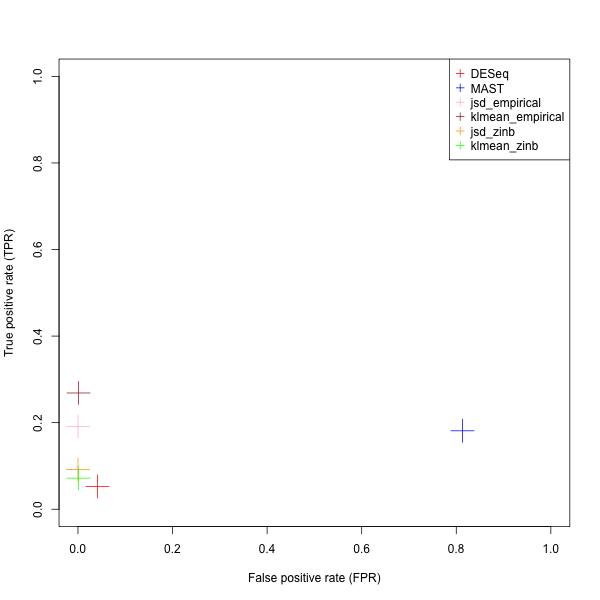 DESeq
MAST
jsd_empirical
klmean_empirical
jsd_zinb
klmean_zinb
1.0
0.8
0.6
0.4
0.2
0.0
True positive rate (TPR)
0.0 0.2 0.4 0.6 0.8 1.0
False positive rate (FPR)